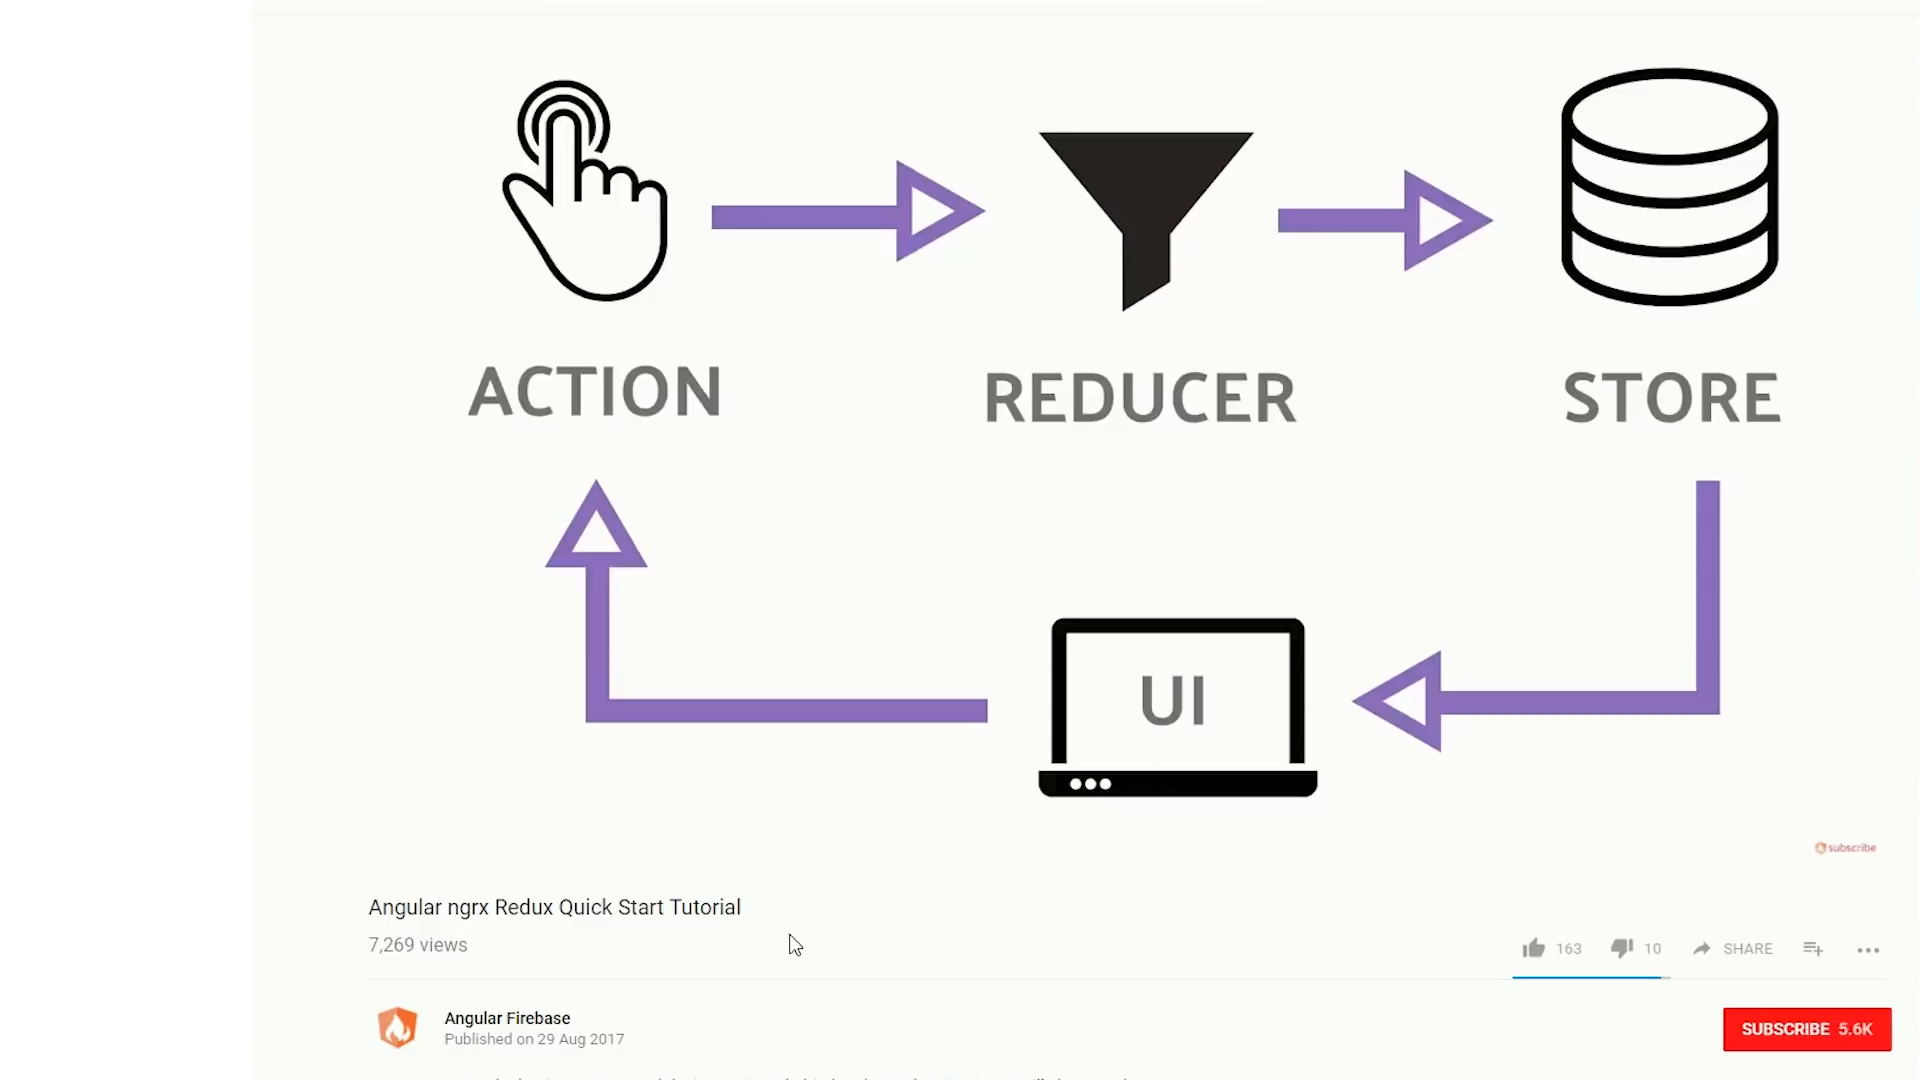 ACTION
REDUCER
STORE
UI
subscribe
Angular ngrx Redux Quick Start Tutorial
7,269 views
163
10
SHARE
Angular Firebase
Published on 29 Aug 2017
SUBSCRIBE 5.6K